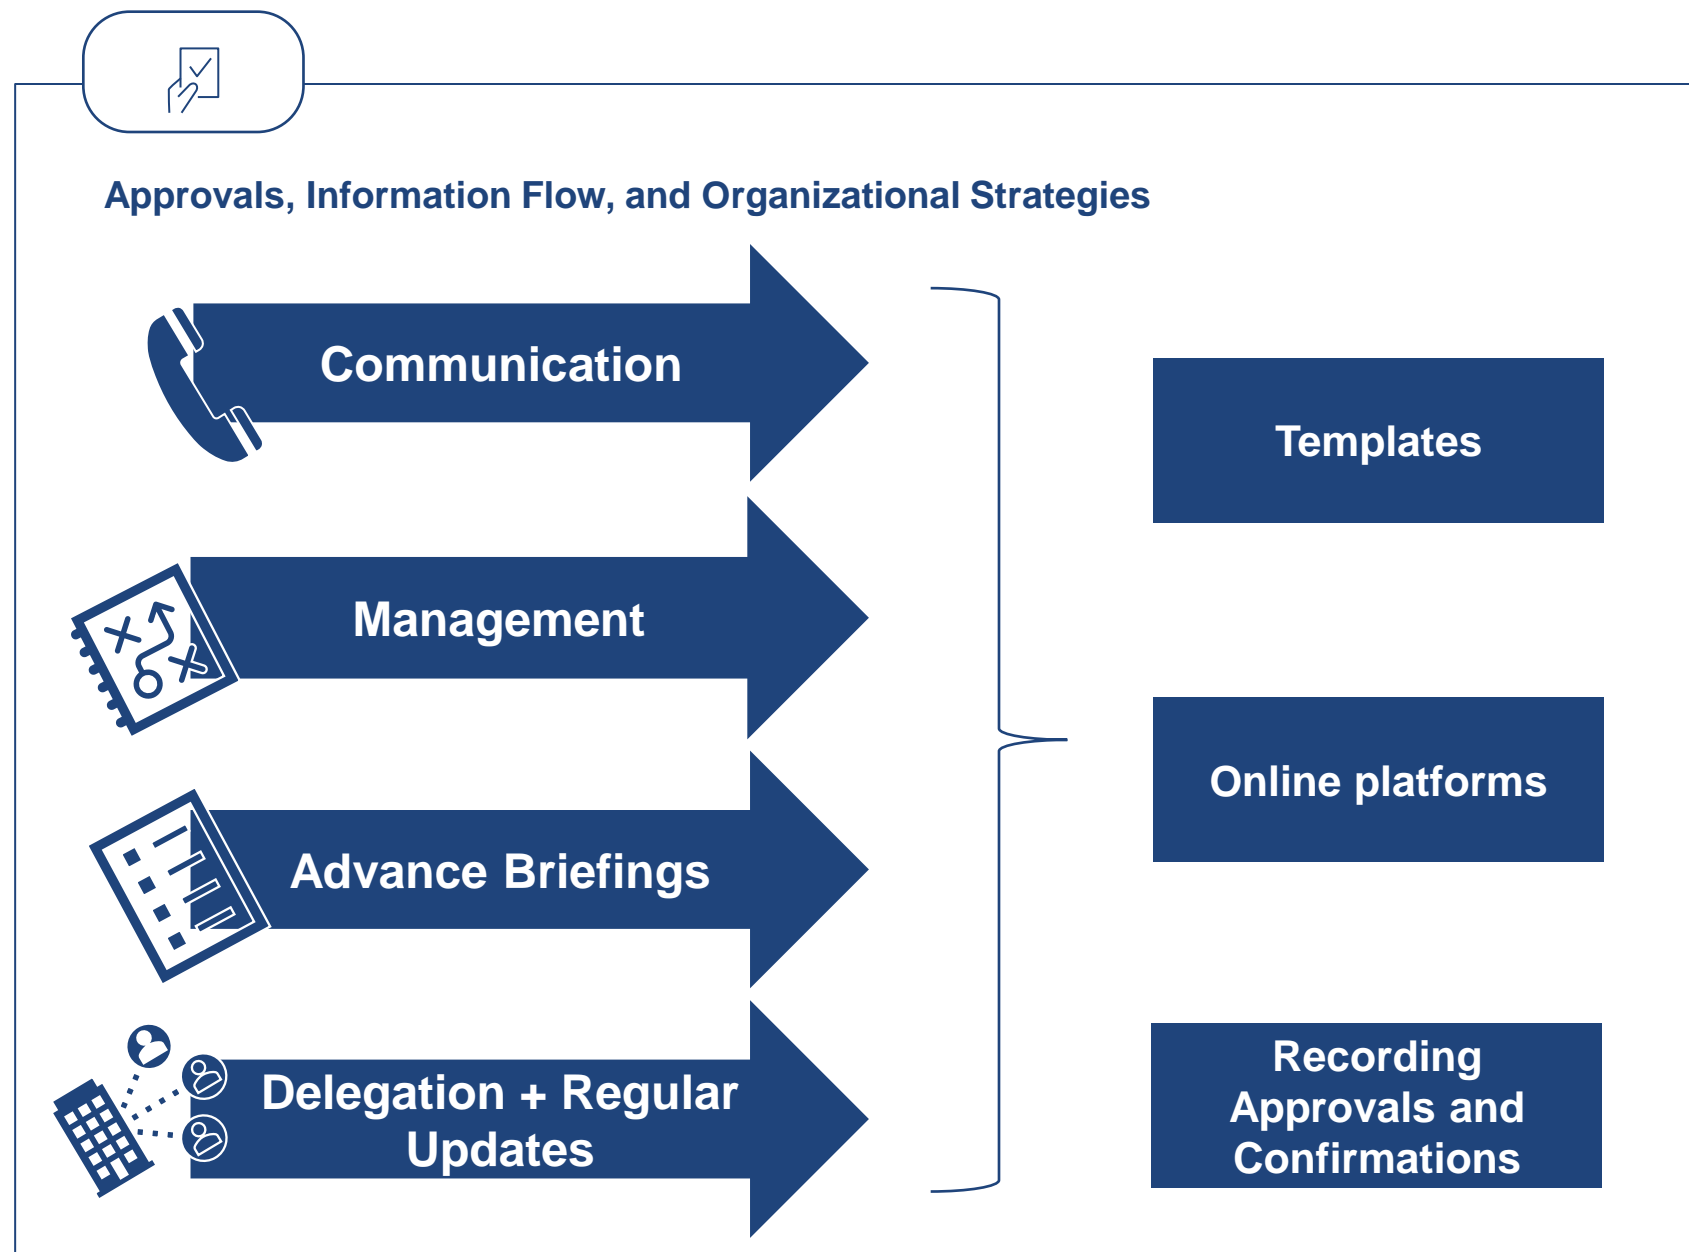 Approvals, Information Flow, and Organizational Strategies
Communication
Management
Advance Briefings
Delegation + Regular
Updates
Templates
Online platforms
Recording
Approvals and
Confirmations